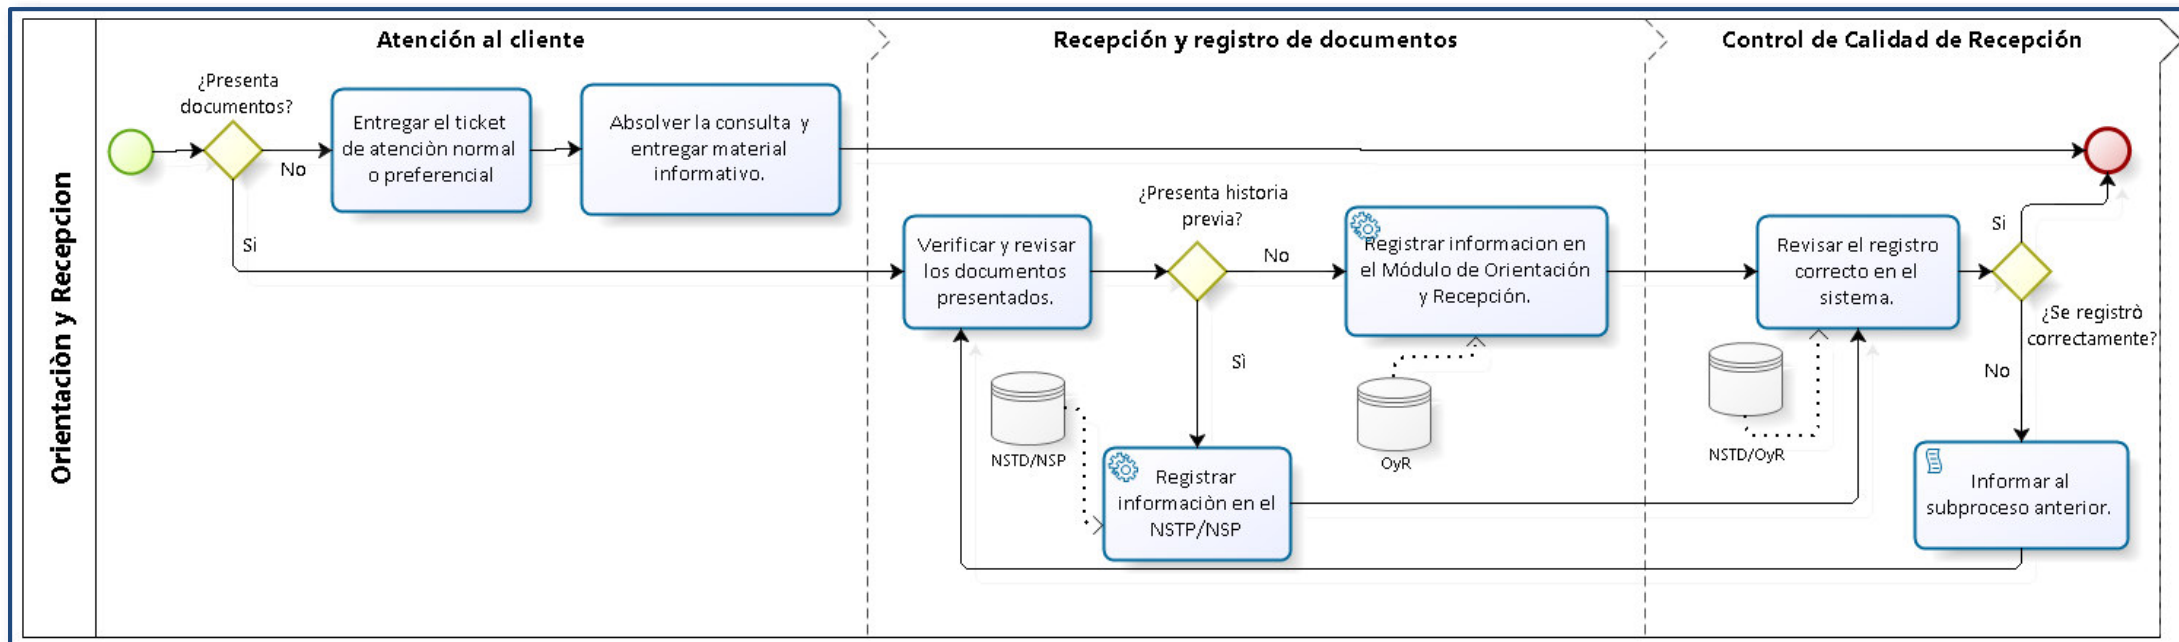 Orientaciòn y Recepcion
Atención al cliente
Recepción y registro de documentos
Control de Calidad de Recepción
¿Presenta
documentos?
No
Si
Entregar el ticket
de atenciòn normal
o preferencial
Absolver la consulta y
entregar material
informativo.
Verificar y revisar
los documentos
presentados.
¿Presenta historia
previa?
No
Sì
Registrar informacion en
el Módulo de Orientación
y Recepción.
NSTD/NSP
OyR
Registrar
informaciòn en el
NSTP/NSP
Revisar el registro
correcto en el
sistema.
Si
¿Se registrò
correctamente?
No
NSTD/OyR
Informar al
subproceso anterior.